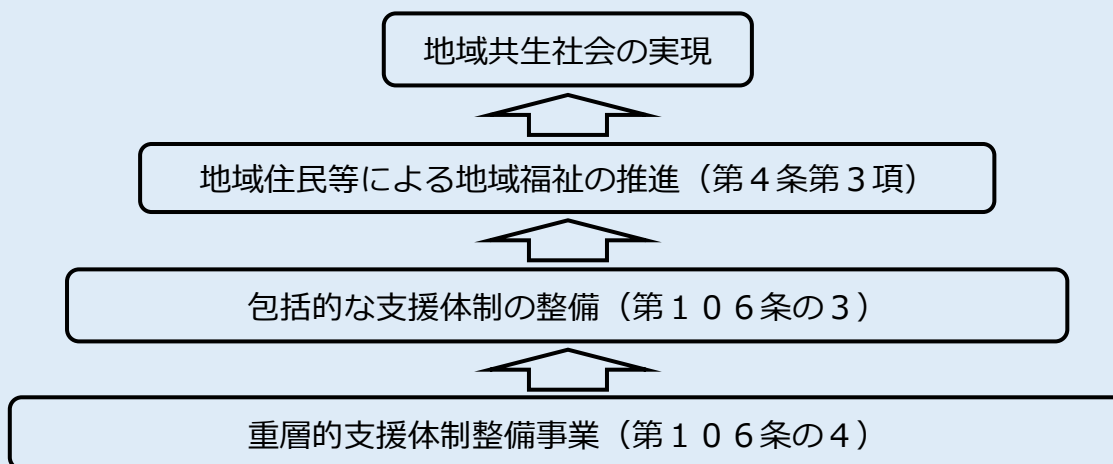 地域共生社会の実現
地域住民等による地域福祉の推進（第４条第３項）
包括的な支援体制の整備（第１０６条の３）
重層的支援体制整備事業（第１０６条の４）